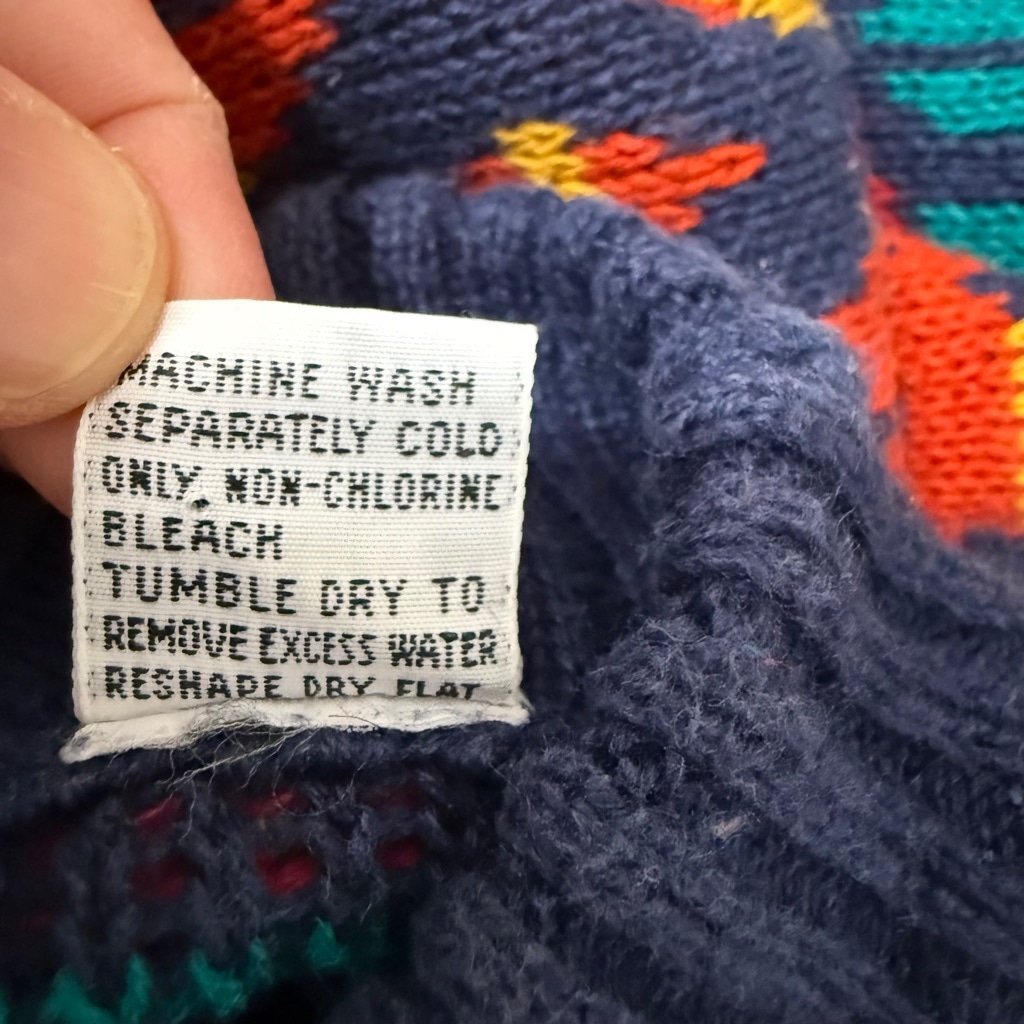 MACHINE WASH
SEPARATELY COLD
ONLY, NON-CHLORINE
BLEACH
TUMBLE DRY TO
REMOVE EXCESS WATER
RESHAPE DRY FLAT